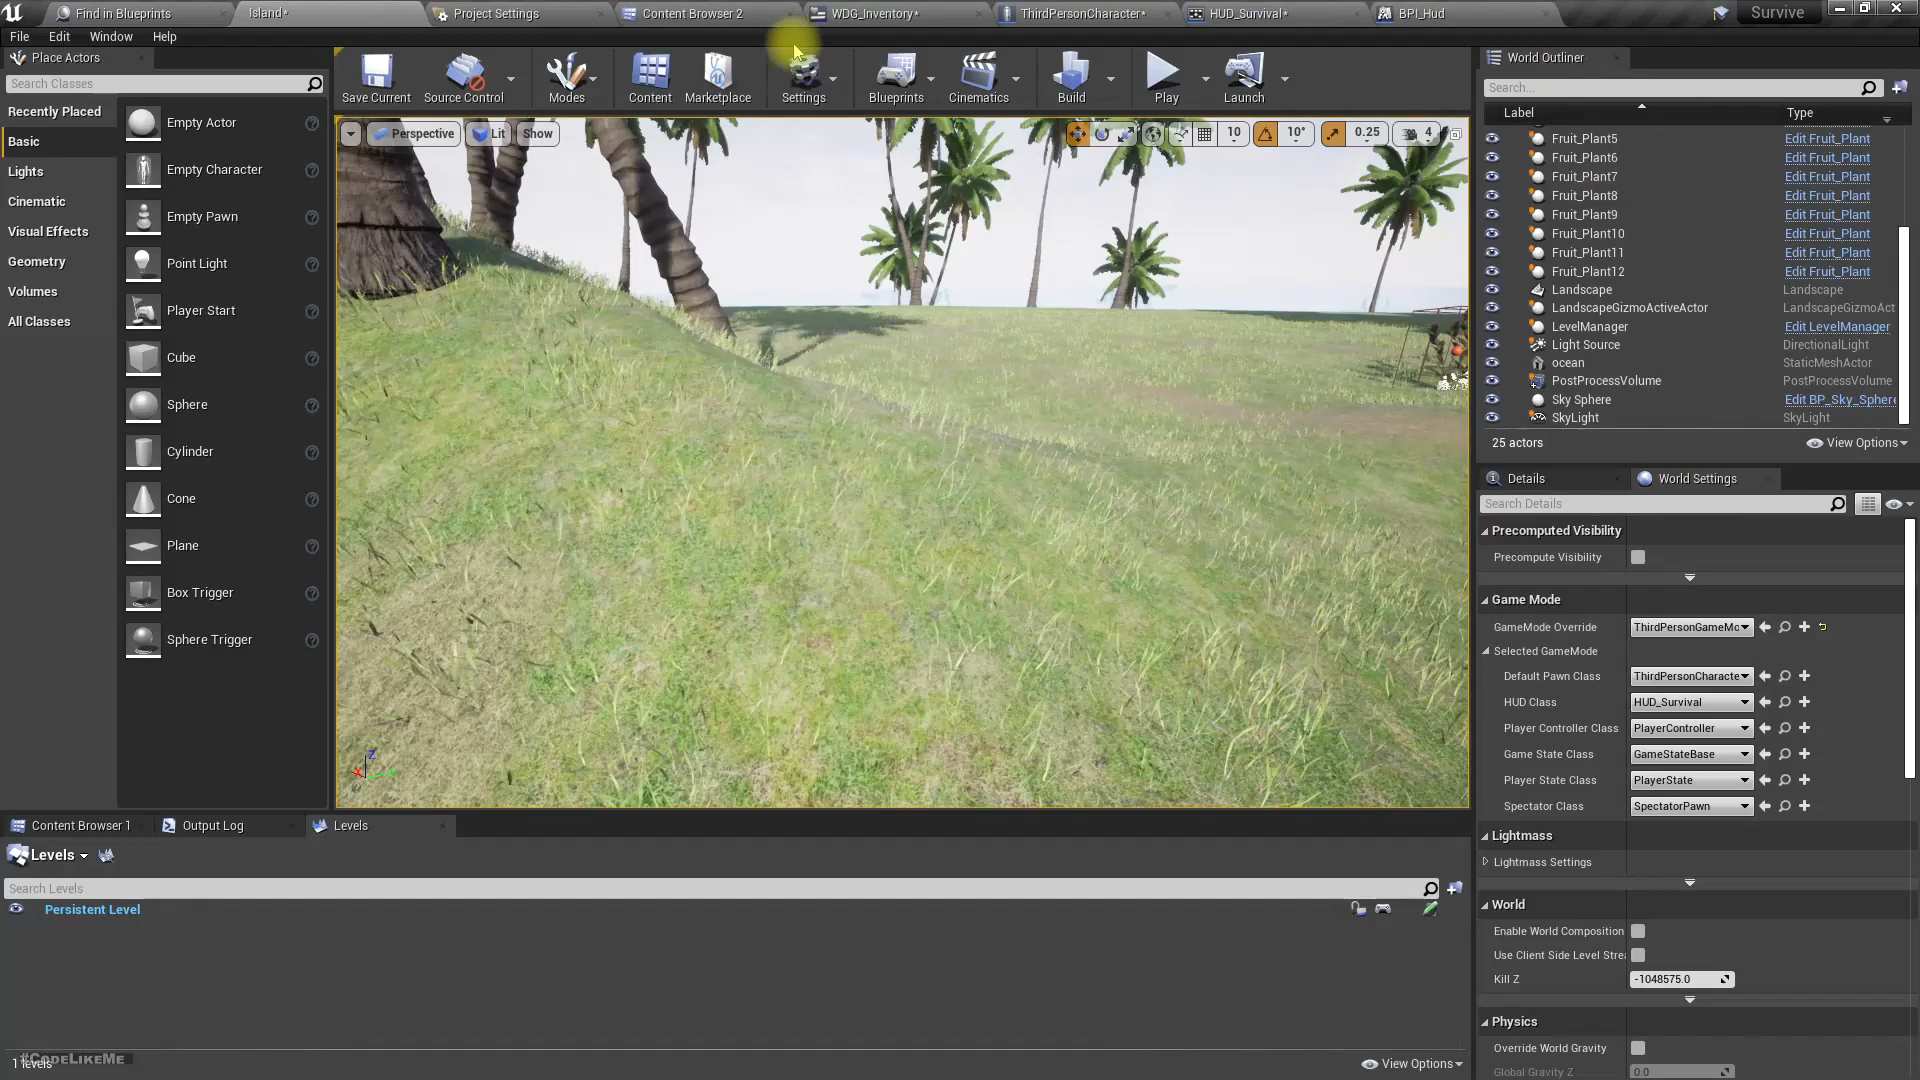 Find in Blueprints
Island*
Project Settings
Content Browser 2
WDG_Inventory*
ThirdPersonCharacter*
HUD_Survival*
BPI_Hud
Survive
File
Edit
Window
Help
Place Actors
Search Classes
Recently Placed
Basic
Lights
Cinematic
Visual Effects
Geometry
Volumes
All Classes
Empty Actor
Empty Character
Empty Pawn
Point Light
Player Start
Cube
Sphere
Cylinder
Cone
Plane
Box Trigger
Sphere Trigger
Save Current
Source Control
Modes
Content
Marketplace
Settings
Blueprints
Cinematics
Build
Play
Launch
Perspective
Lit
Show
10
10°
0.25
4
Z
X
Y
World Outliner
Search...
Label
Type
Fruit_Plant5 Edit Fruit_Plant
Fruit_Plant6 Edit Fruit_Plant
Fruit_Plant7 Edit Fruit_Plant
Fruit_Plant8 Edit Fruit_Plant
Fruit_Plant9 Edit Fruit_Plant
Fruit_Plant10 Edit Fruit_Plant
Fruit_Plant11 Edit Fruit_Plant
Fruit_Plant12 Edit Fruit_Plant
Landscape Landscape
LandscapeGizmoActiveActor LandscapeGizmoAct
LevelManager Edit LevelManager
Light Source DirectionalLight
ocean StaticMeshActor
PostProcessVolume PostProcessVolume
Sky Sphere Edit BP_Sky_Sphere
SkyLight SkyLight
25 actors
View Options
Details
World Settings
Search Details
Precomputed Visibility
Precompute Visibility
Game Mode
GameMode Override ThirdPersonGameMo
Selected GameMode
Default Pawn Class ThirdPersonCharacte
HUD Class HUD_Survival
Player Controller Class PlayerController
Game State Class GameStateBase
Player State Class PlayerState
Spectator Class SpectatorPawn
Lightmass
Lightmass Settings
World
Enable World Composition
Use Client Side Level Strea
Kill Z -1048575.0
Physics
Override World Gravity
Global Gravity Z 0.0
Content Browser 1
Output Log
Levels
Levels
Search Levels
Persistent Level
#CodeLikeMe
1 levels
View Options